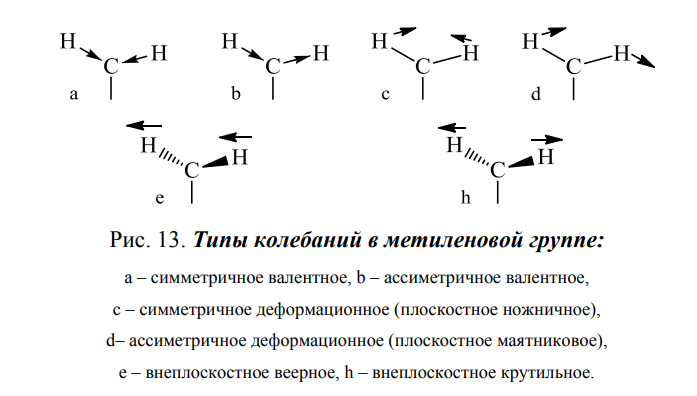 H C H H C H H C H H C H
a b c d
H C H H C H
e h
Рис. 13. Типы колебаний в метиленовой группе:
a – симметричное валентное, b – ассиметричное валентное,
c – симметричное деформационное (плоскостное ножничное),
d– ассиметричное деформационное (плоскостное маятниковое),
e – внеплоскостное веерное, h – внеплоскостное крутильное.